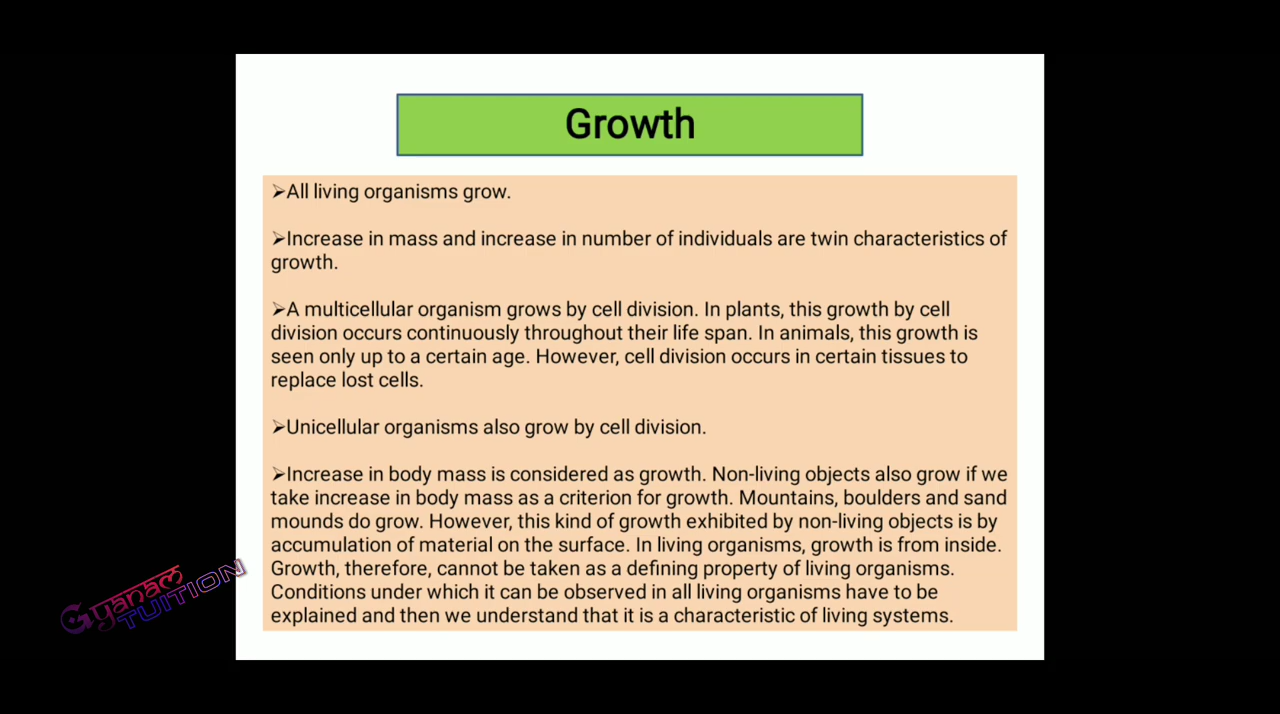 Growth
➢All living organisms grow.
➢Increase in mass and increase in number of individuals are twin characteristics of
growth.
➢A multicellular organism grows by cell division. In plants, this growth by cell
division occurs continuously throughout their life span. In animals, this growth is
seen only up to a certain age. However, cell division occurs in certain tissues to
replace lost cells.
➢Unicellular organisms also grow by cell division.
➢Increase in body mass is considered as growth. Non-living objects also grow if we
take increase in body mass as a criterion for growth. Mountains, boulders and sand
mounds do grow. However, this kind of growth exhibited by non-living objects is by
accumulation of material on the surface. In living organisms, growth is from inside.
Growth, therefore, cannot be taken as a defining property of living organisms.
Conditions under which it can be observed in all living organisms have to be
explained and then we understand that it is a characteristic of living systems.
Gyanam
TUITION